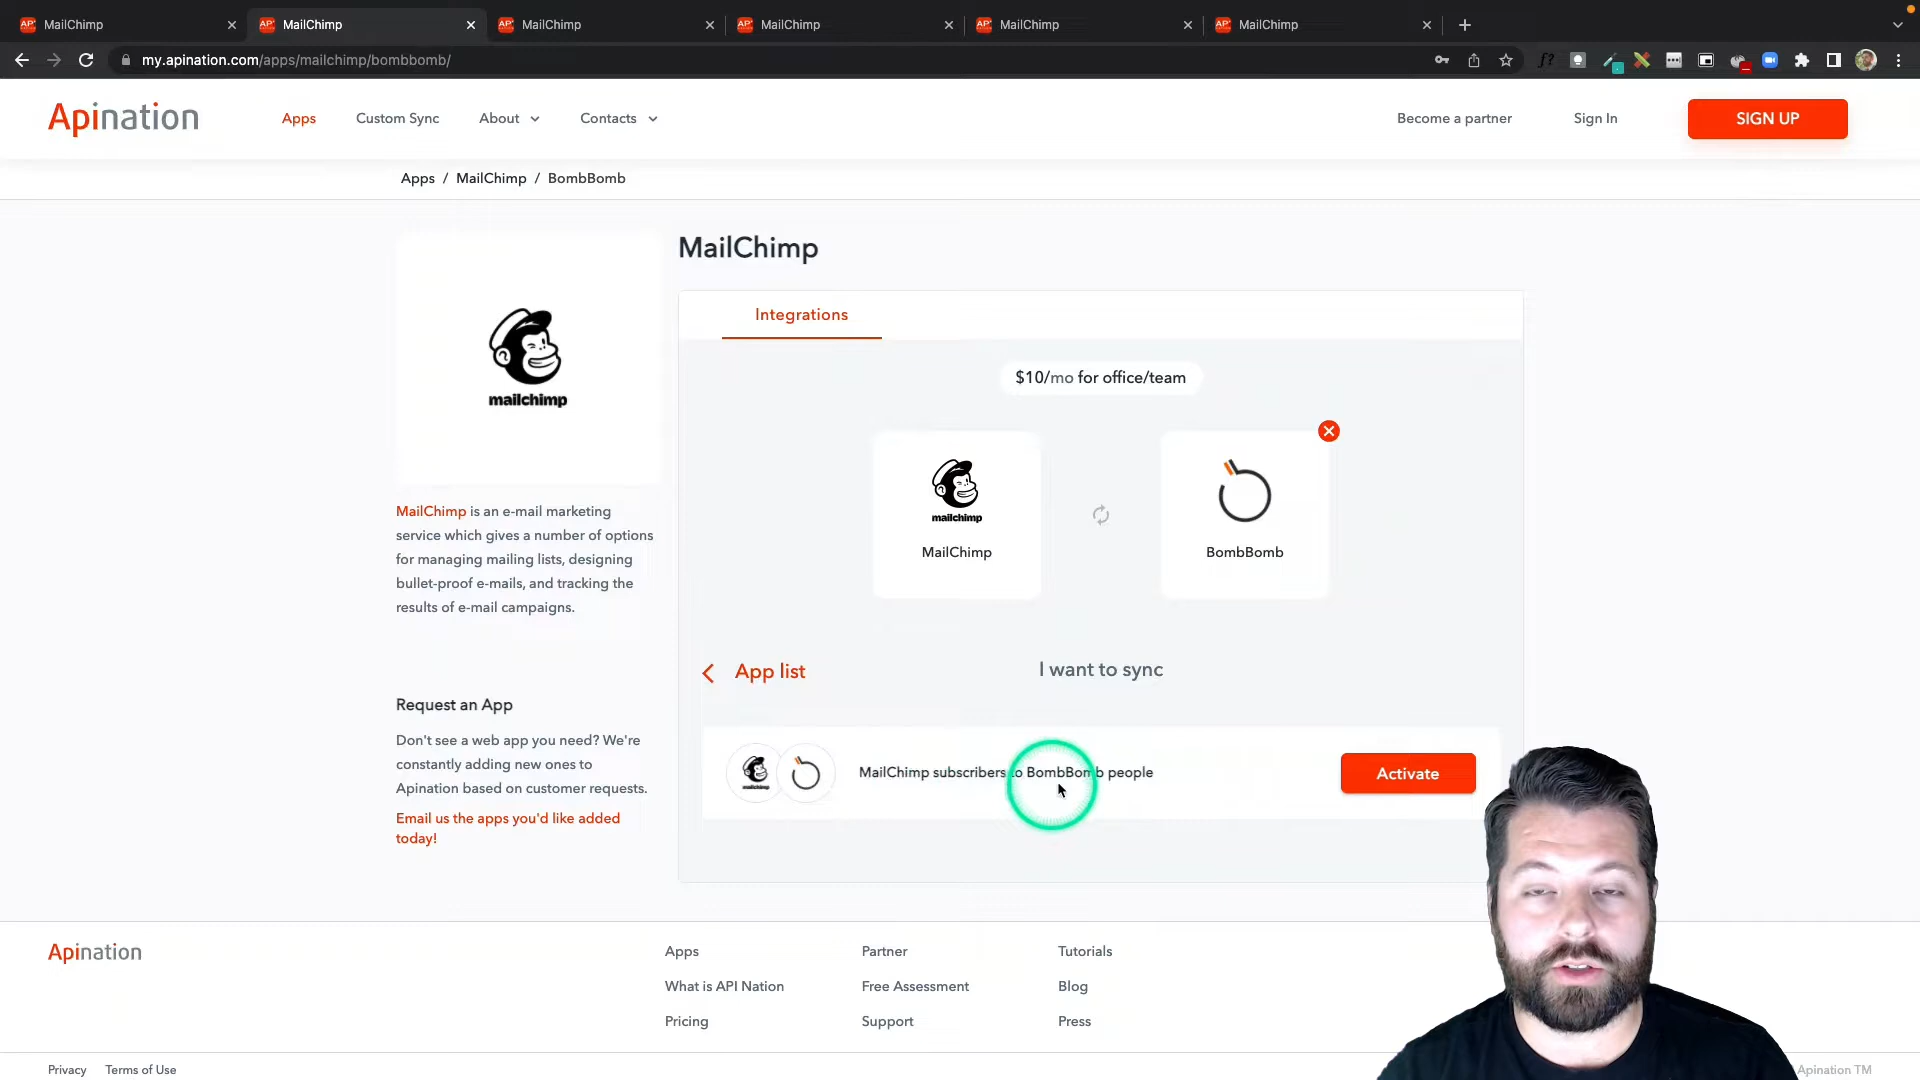 MailChimp
MailChimp
MailChimp
MailChimp
MailChimp
MailChimp
my.apination.com/apps/mailchimp/bombbomb/
Apination
Apps
Custom Sync
About
Contacts
Become a partner
Sign In
SIGN UP
Apps / MailChimp / BombBomb
mailchimp
MailChimp is an e-mail marketing
service which gives a number of options
for managing mailing lists, designing
bullet-proof e-mails, and tracking the
results of e-mail campaigns.
Request an App
Don't see a web app you need? We're
constantly adding new ones to
Apination based on customer requests.
Email us the apps you'd like added
today!
MailChimp
Integrations
$10/mo for office/team
mailchimp
MailChimp
BombBomb
App list
I want to sync
mailchimp
MailChimp subscribers to BombBomb people
Activate
Apination
Apps
What is API Nation
Pricing
Partner
Free Assessment
Support
Tutorials
Blog
Press
Privacy
Terms of Use
Apination TM